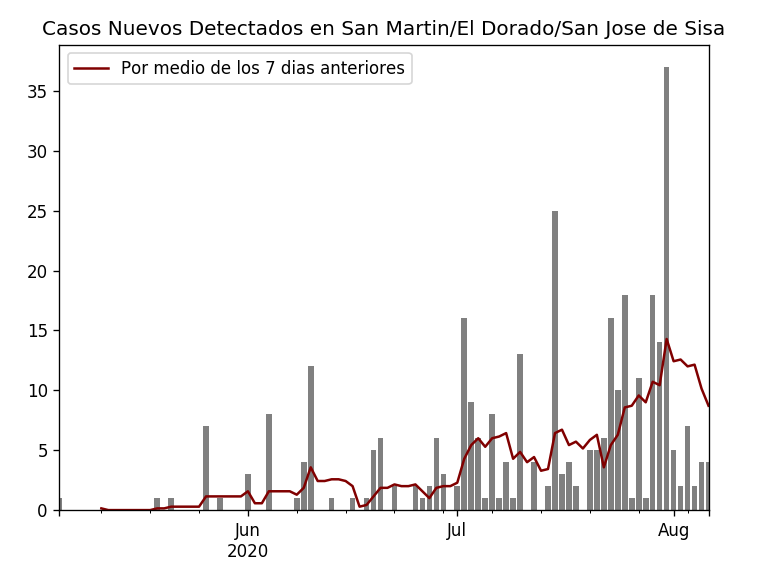 Casos Nuevos Detectados en San Martin/El Dorado/San Jose de Sisa
Por medio de los 7 dias anteriores
35
30
25
20
15
10
5
0
Jun
2020
Jul
Aug